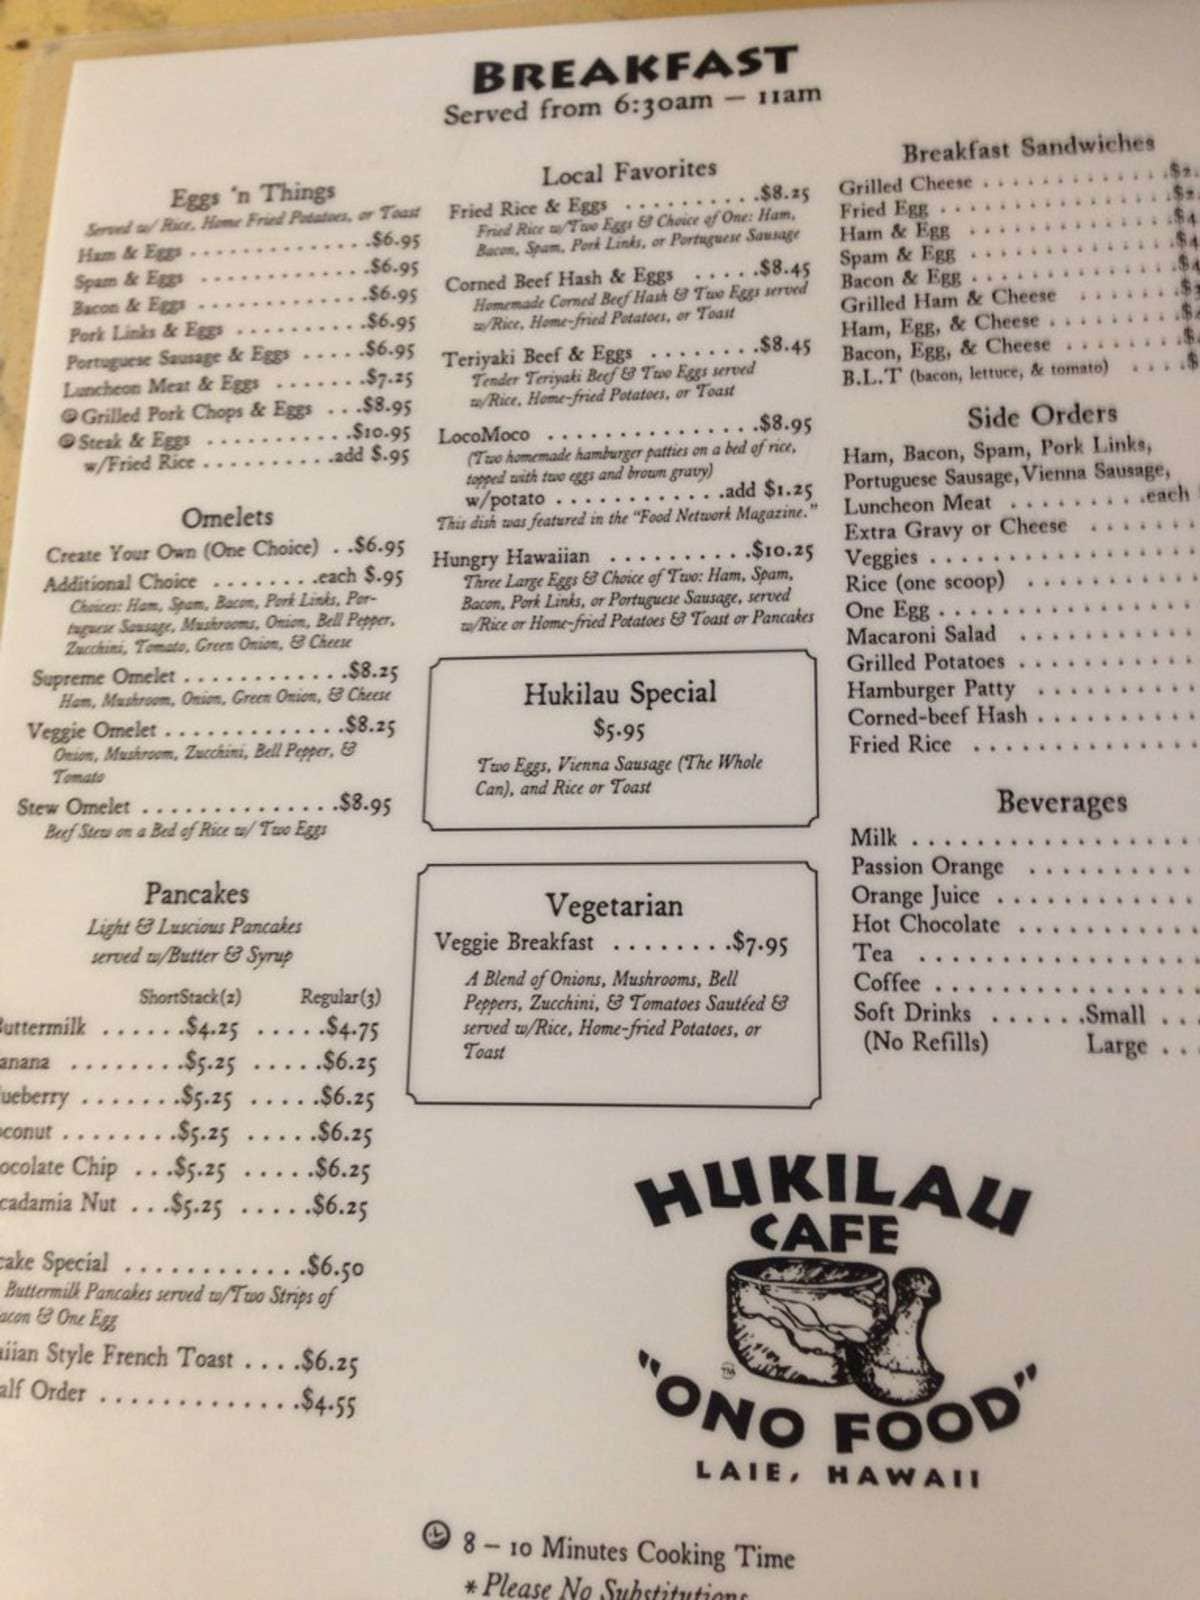 BREAKFAST
Served from 6:30am – 11am
Eggs 'n Things
Served w/ Rice, Home Fried Potatoes, or Toast
Ham & Eggs . . . . . . . . . . . . .$6.95
Spam & Eggs . . . . . . . . . . . . .$6.95
Bacon & Eggs . . . . . . . . . . . . .$6.95
Pork Links & Eggs . . . . . . . . . .$6.95
Portuguese Sausage & Eggs . . . . .$6.95
Luncheon Meat & Eggs . . . . . . .$7.25
Grilled Pork Chops & Eggs . . .$8.95
Steak & Eggs . . . . . . . . . . .$10.95
w/Fried Rice . . . . . . . . . .add $.95
Omelets
Create Your Own (One Choice) . .$6.95
Additional Choice . . . . . . . .each $.95
Choices: Ham, Spam, Bacon, Pork Links, Por-
tuguese Sausage, Mushrooms, Onion, Bell Pepper,
Zucchini, Tomato, Green Onion, & Cheese
Supreme Omelet . . . . . . . . . . . .$8.25
Ham, Mushroom, Onion, Green Onion, & Cheese
Veggie Omelet . . . . . . . . . . . . .$8.25
Onion, Mushroom, Zucchini, Bell Pepper, &
Tomato
Stew Omelet . . . . . . . . . . . . . .$8.95
Beef Stew on a Bed of Rice w/ Two Eggs
Pancakes
Light & Luscious Pancakes
served w/Butter & Syrup
ShortStack(2) Regular(3)
uttermilk . . . . . .$4.25 . . . . .$4.75
anana . . . . . . . .$5.25 . . . . .$6.25
ueberry . . . . . . .$5.25 . . . . .$6.25
conut . . . . . . . .$5.25 . . . . .$6.25
ocolate Chip . . .$5.25 . . . . .$6.25
cadamia Nut . . .$5.25 . . . . .$6.25
cake Special . . . . . . . . . . . .$6.50
Buttermilk Pancakes served w/Two Strips of
acon & One Egg
iian Style French Toast . . . .$6.25
alf Order . . . . . . . . . . . . .$4.55
Local Favorites
Fried Rice & Eggs . . . . . . . . . .$8.25
Fried Rice w/Two Eggs & Choice of One: Ham,
Bacon, Spam, Pork Links, or Portuguese Sausage
Corned Beef Hash & Eggs . . . . .$8.45
Homemade Corned Beef Hash & Two Eggs served
w/Rice, Home-fried Potatoes, or Toast
Teriyaki Beef & Eggs . . . . . . . .$8.45
Tender Teriyaki Beef & Two Eggs served
w/Rice, Home-fried Potatoes, or Toast
LocoMoco . . . . . . . . . . . . . . .$8.95
(Two homemade hamburger patties on a bed of rice,
topped with two eggs and brown gravy)
w/potato . . . . . . . . . . . .add $1.25
This dish was featured in the "Food Network Magazine."
Hungry Hawaiian . . . . . . . . . .$10.25
Three Large Eggs & Choice of Two: Ham, Spam,
Bacon, Pork Links, or Portuguese Sausage, served
w/Rice or Home-fried Potatoes & Toast or Pancakes
Hukilau Special
$5.95
Two Eggs, Vienna Sausage (The Whole
Can), and Rice or Toast
Vegetarian
Veggie Breakfast . . . . . . . .$7.95
A Blend of Onions, Mushrooms, Bell
Peppers, Zucchini, & Tomatoes Sautéed &
served w/Rice, Home-fried Potatoes, or
Toast
Breakfast Sandwiches
Grilled Cheese . . . . . . . . . . . . .$2.
Fried Egg . . . . . . . . . . . . . . . .$2
Ham & Egg . . . . . . . . . . . . . .$4
Spam & Egg . . . . . . . . . . . . . .$4
Bacon & Egg . . . . . . . . . . . . . .$4
Grilled Ham & Cheese . . . . . . .$3
Ham, Egg, & Cheese . . . . . . . . .$4
Bacon, Egg, & Cheese . . . . . . . .$
B.L.T (bacon, lettuce, & tomato) . . . .$
Side Orders
Ham, Bacon, Spam, Pork Links,
Portuguese Sausage, Vienna Sausage,
Luncheon Meat . . . . . . . . .each
Extra Gravy or Cheese . . . . . .
Veggies . . . . . . . . . . . . . . . .
Rice (one scoop) . . . . . . . . . .
One Egg . . . . . . . . . . . . . . .
Macaroni Salad . . . . . . . . . .
Grilled Potatoes . . . . . . . . . .
Hamburger Patty . . . . . . . . .
Corned-beef Hash . . . . . . . . .
Fried Rice . . . . . . . . . . . . .
Beverages
Milk . . . . . . . . . . . . . . . . .
Passion Orange . . . . . . . . . .
Orange Juice . . . . . . . . . . . .
Hot Chocolate . . . . . . . . . . .
Tea . . . . . . . . . . . . . . . . .
Coffee . . . . . . . . . . . . . . . .
Soft Drinks . . . . . .Small . . .
(No Refills) Large . . .
HUKILAU
CAFE
TM
"ONO FOOD"
LAIE, HAWAII
8 – 10 Minutes Cooking Time
*Please No Substitutions